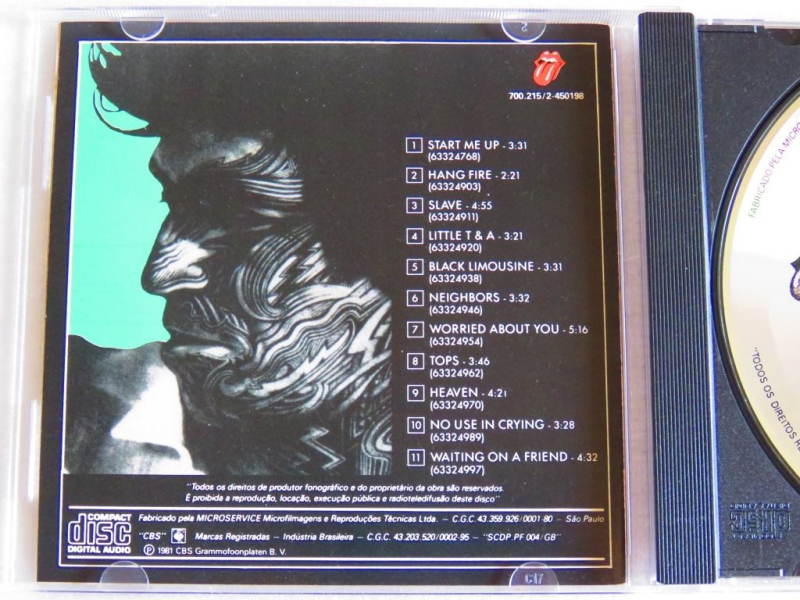 700.215/2-450198
1 START ME UP - 3:31
(63324768)
2 HANG FIRE - 2:21
(63324903)
3 SLAVE - 4:55
(63324911)
4 LITTLE T & A - 3:21
(63324920)
5 BLACK LIMOUSINE - 3:31
(63324938)
6 NEIGHBORS - 3:32
(63324946)
7 WORRIED ABOUT YOU - 5:16
(63324954)
8 TOPS - 3:46
(63324962)
9 HEAVEN - 4:21
(63324970)
10 NO USE IN CRYING - 3:28
(63324989)
11 WAITING ON A FRIEND - 4:32
(63324997)
"Todos os direitos de produtor fonográfico e do proprietário da obra são reservados.
É proibida a reprodução, locação, execução pública e radioteledifusão deste disco"
COMPACT
disc
DIGITAL AUDIO
Fabricado pela MICROSERVICE Microfilmagens e Reproduções Técnicas Ltda. - C.G.C. 43.359.926/0001-80 - São Paulo
"CBS" Marcas Registradas - Indústria Brasileira - C.G.C. 43.203.520/0002-95 - "SCDP PF 004/GB"
℗ 1981 CBS Grammofoonplaten B. V.
FABRICADO PELA MICRO
"TODOS OS DIREITOS RE